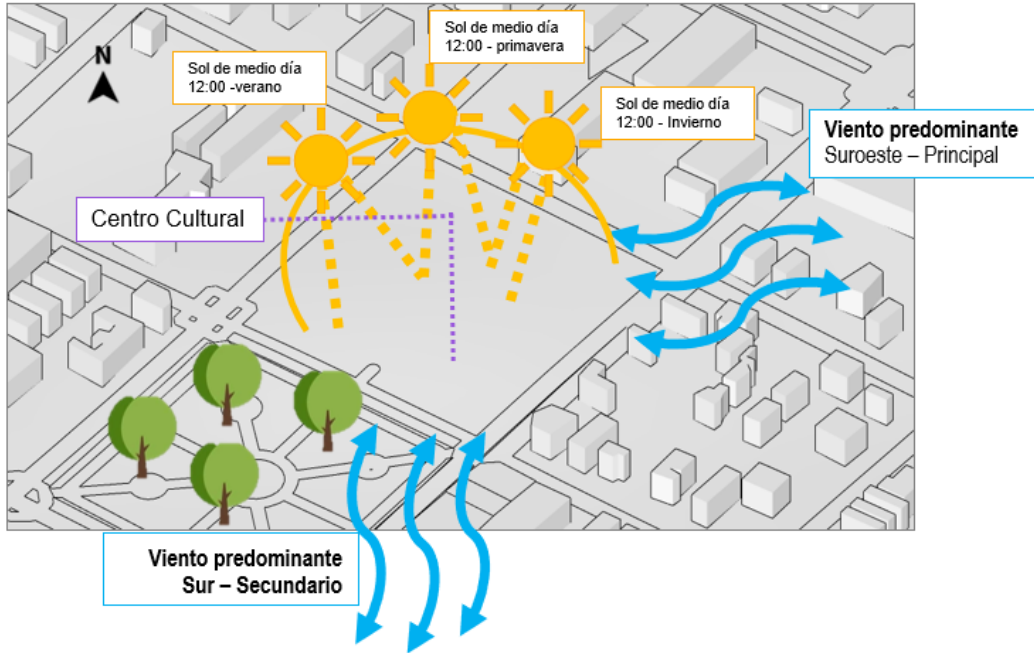 Sol de medio día
12:00 - primavera
N
Sol de medio día
12:00 -verano)
Sol de medio día
12:00 - Invierno
Viento predominante
Suroeste – Principal
Centro Cultural
Viento predominante
Sur – Secundario